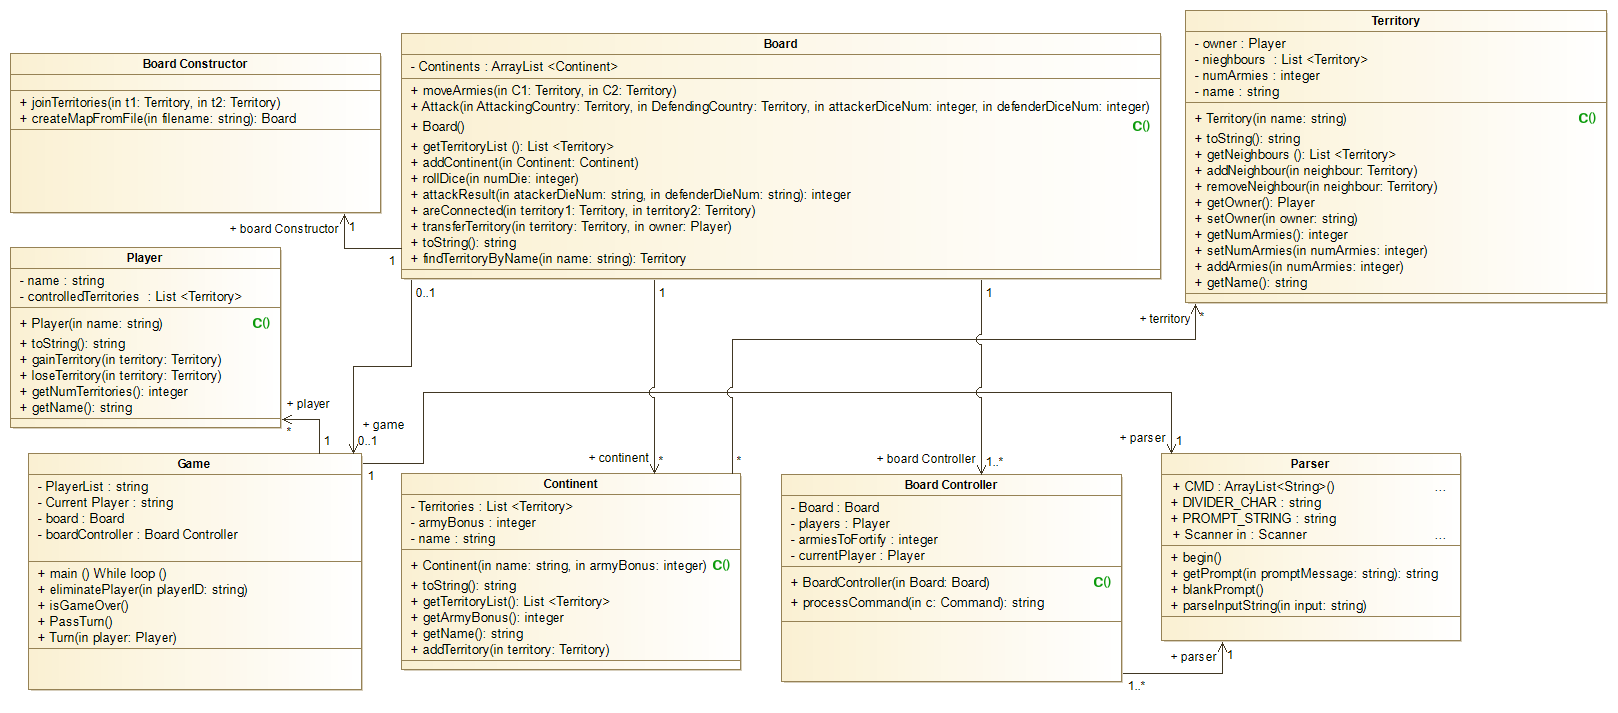 Board Constructor
+ joinTerritories(in t1: Territory, in t2: Territory)
+ createMapFromFile(in filename: string): Board
+ board Constructor
1
1
Board
- Continents : ArrayList <Continent>
+ moveArmies(in C1: Territory, in C2: Territory)
+ Attack(in AttackingCountry: Territory, in DefendingCountry: Territory, in attackerDiceNum: integer, in defenderDiceNum: integer)
+ Board() C()
+ getTerritoryList (): List <Territory>
+ addContinent(in Continent: Continent)
+ rollDice(in numDie: integer)
+ attackResult(in atackerDieNum: string, in defenderDieNum: string): integer
+ areConnected(in territory1: Territory, in territory2: Territory)
+ transferTerritory(in territory: Territory, in owner: Player)
+ toString(): string
+ findTerritoryByName(in name: string): Territory
0..1
1
1
Territory
- owner : Player
- nieghbours : List <Territory>
- numArmies : integer
- name : string
+ Territory(in name: string) C()
+ toString(): string
+ getNeighbours (): List <Territory>
+ addNeighbour(in neighbour: Territory)
+ removeNeighbour(in neighbour: Territory)
+ getOwner(): Player
+ setOwner(in owner: string)
+ getNumArmies(): integer
+ setNumArmies(in numArmies: integer)
+ addArmies(in numArmies: integer)
+ getName(): string
+ territory *
Player
- name : string
- controlledTerritories : List <Territory>
+ Player(in name: string) C()
+ toString(): string
+ gainTerritory(in territory: Territory)
+ loseTerritory(in territory: Territory)
+ getNumTerritories(): integer
+ getName(): string
+ player
*
1
+ game
0..1
Game
- PlayerList : string
- Current Player : string
- board : Board
- boardController : Board Controller
+ main () While loop ()
+ eliminatePlayer(in playerID: string)
+ isGameOver()
+ PassTurn()
+ Turn(in player: Player)
1
+ continent *
*
Continent
- Territories : List <Territory>
- armyBonus : integer
- name : string
+ Continent(in name: string, in armyBonus: integer) C()
+ toString(): string
+ getTerritoryList(): List <Territory>
+ getArmyBonus(): integer
+ getName(): string
+ addTerritory(in territory: Territory)
+ board Controller 1..*
Board Controller
- Board : Board
- players : Player
- armiesToFortify : integer
- currentPlayer : Player
+ BoardController(in Board: Board) C()
+ processCommand(in c: Command): string
+ parser 1
Parser
+ CMD : ArrayList<String>() ...
+ DIVIDER_CHAR : string
+ PROMPT_STRING : string
+ Scanner in : Scanner ...
+ begin()
+ getPrompt(in promptMessage: string): string
+ blankPrompt()
+ parseInputString(in input: string)
+ parser 1
1..*